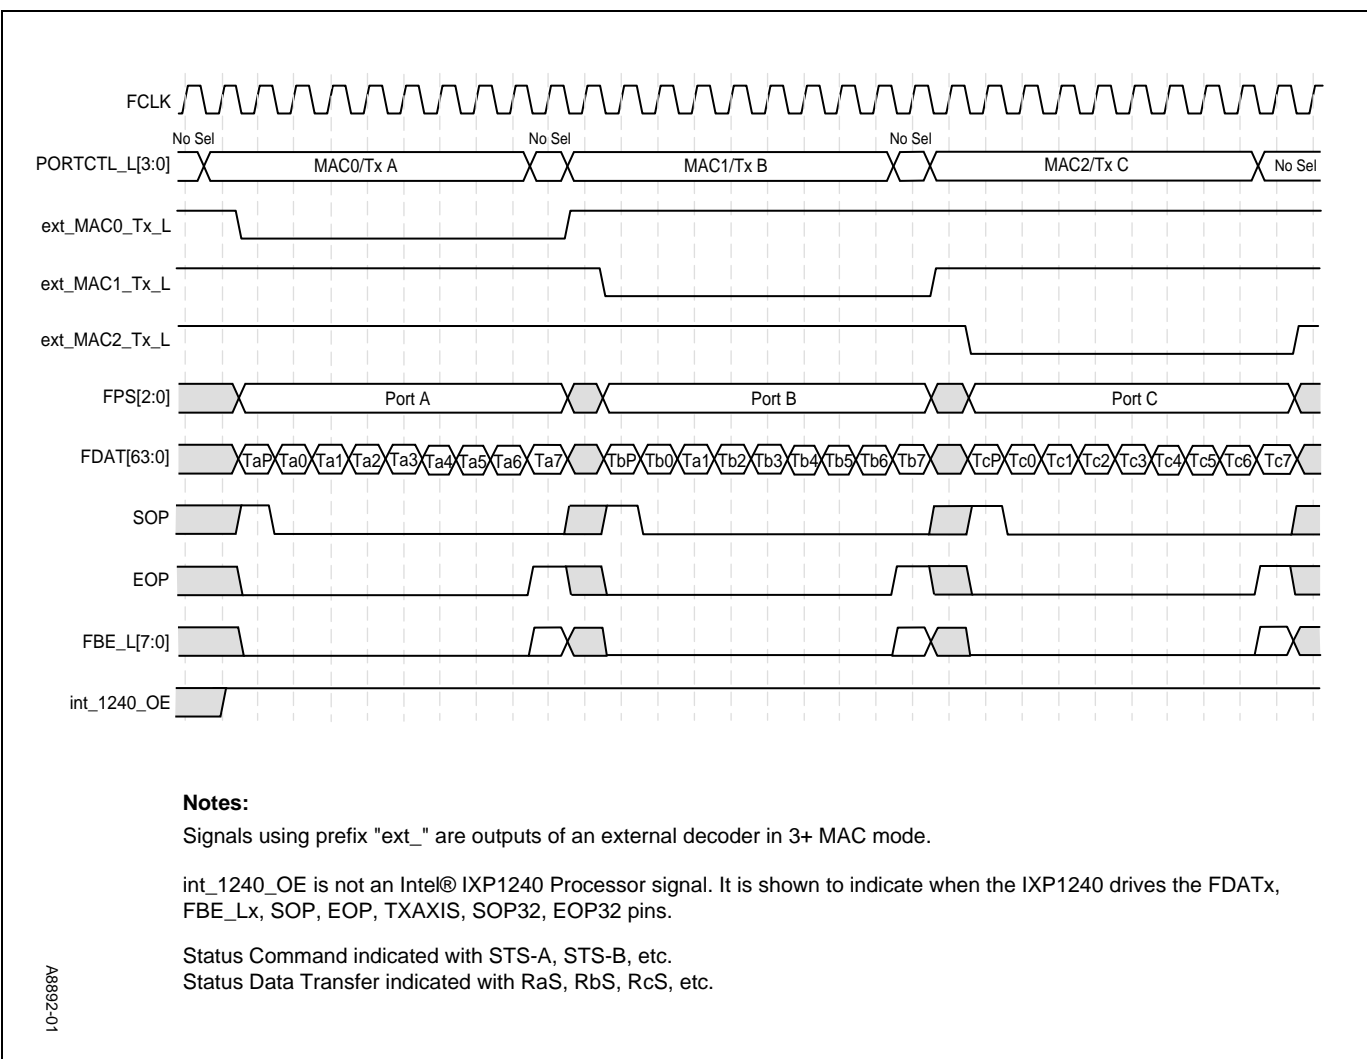 FCLK
No Sel No Sel No Sel
PORTCTL_L[3:0] MAC0/Tx A MAC1/Tx B MAC2/Tx C No Sel
ext_MAC0_Tx_L
ext_MAC1_Tx_L
ext_MAC2_Tx_L
FPS[2:0] Port A Port B Port C
FDAT[63:0] TaP Ta0 Ta1 Ta2 Ta3 Ta4 Ta5 Ta6 Ta7 TbP Tb0 Ta1 Tb2 Tb3 Tb4 Tb5 Tb6 Tb7 TcP Tc0 Tc1 Tc2 Tc3 Tc4 Tc5 Tc6 Tc7
SOP
EOP
FBE_L[7:0]
int_1240_OE
Notes:
Signals using prefix "ext_" are outputs of an external decoder in 3+ MAC mode.
int_1240_OE is not an Intel® IXP1240 Processor signal. It is shown to indicate when the IXP1240 drives the FDATx,
FBE_Lx, SOP, EOP, TXAXIS, SOP32, EOP32 pins.
Status Command indicated with STS-A, STS-B, etc.
Status Data Transfer indicated with RaS, RbS, RcS, etc.
A8892-01